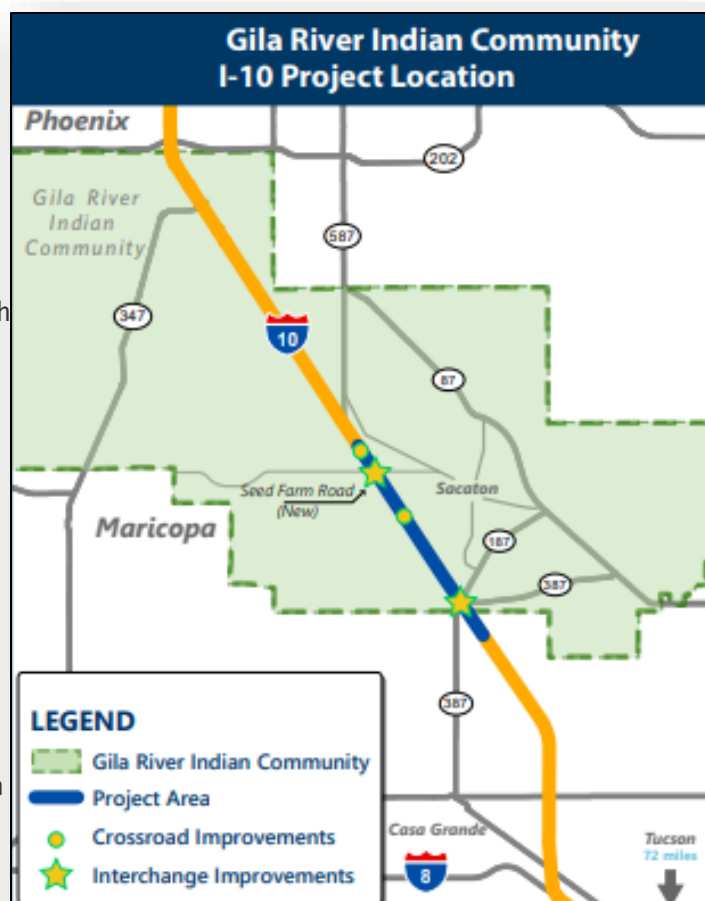 Gila River Indian Community
I-10 Project Location
Phoenix
202
Gila River
Indian
Community
587
h
347
10
87
Seed Farm Road
(New)
Sacaton
Maricopa
187
387
387
LEGEND
Gila River Indian Community
Project Area
Crossroad Improvements
Interchange Improvements
Casa Grande
8
Tucson
72 miles